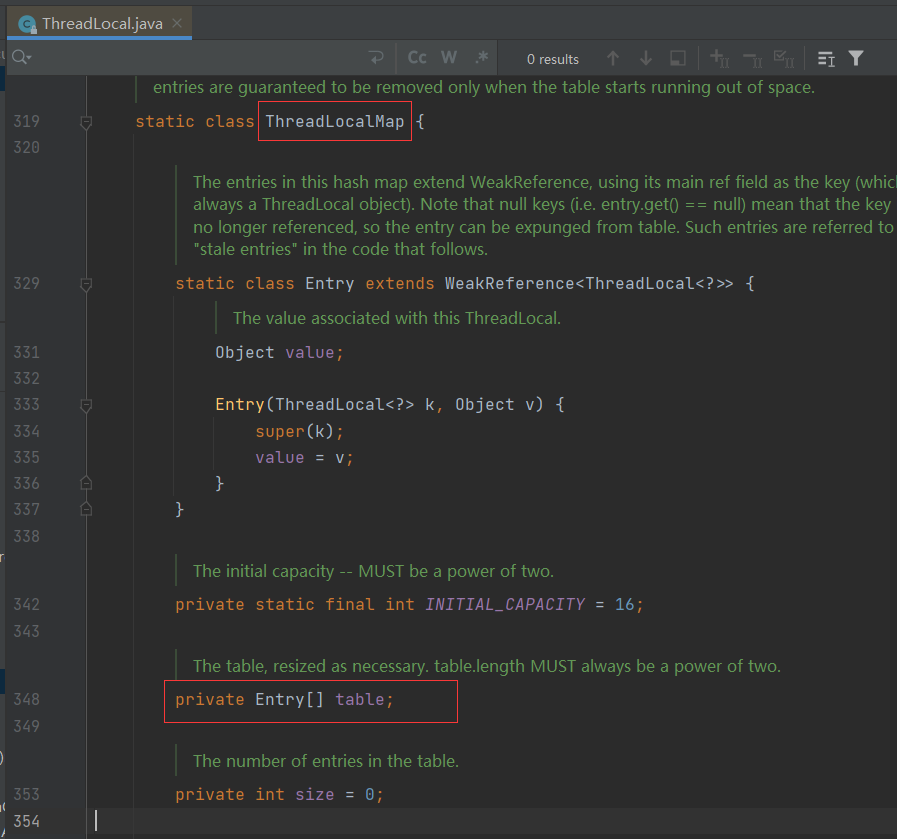 ThreadLocal.java
Cc W .* 0 results
entries are guaranteed to be removed only when the table starts running out of space.
319 static class ThreadLocalMap {
320
The entries in this hash map extend WeakReference, using its main ref field as the key (which
always a ThreadLocal object). Note that null keys (i.e. entry.get() == null) mean that the key
no longer referenced, so the entry can be expunged from table. Such entries are referred to
"stale entries" in the code that follows.
329 static class Entry extends WeakReference<ThreadLocal<?>> {
The value associated with this ThreadLocal.
331 Object value;
332
333 Entry(ThreadLocal<?> k, Object v) {
334 super(k);
335 value = v;
336 }
337 }
338
The initial capacity -- MUST be a power of two.
342 private static final int INITIAL_CAPACITY = 16;
343
The table, resized as necessary. table.length MUST always be a power of two.
348 private Entry[] table;
349
The number of entries in the table.
353 private int size = 0;
354